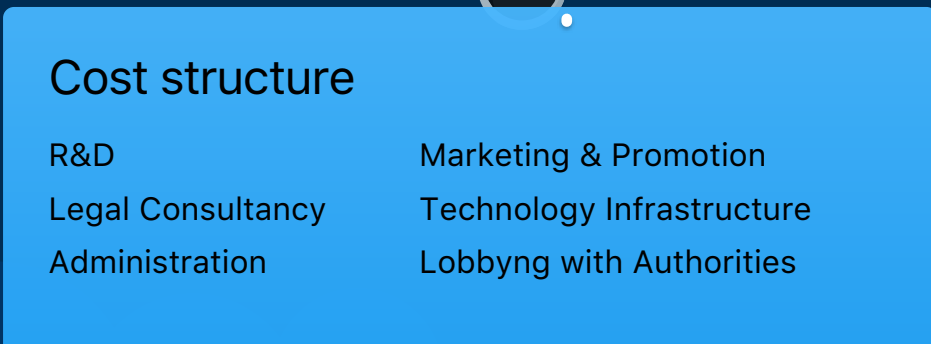 Cost structure
R&D
Marketing & Promotion
Legal Consultancy
Technology Infrastructure
Administration
Lobbyng with Authorities